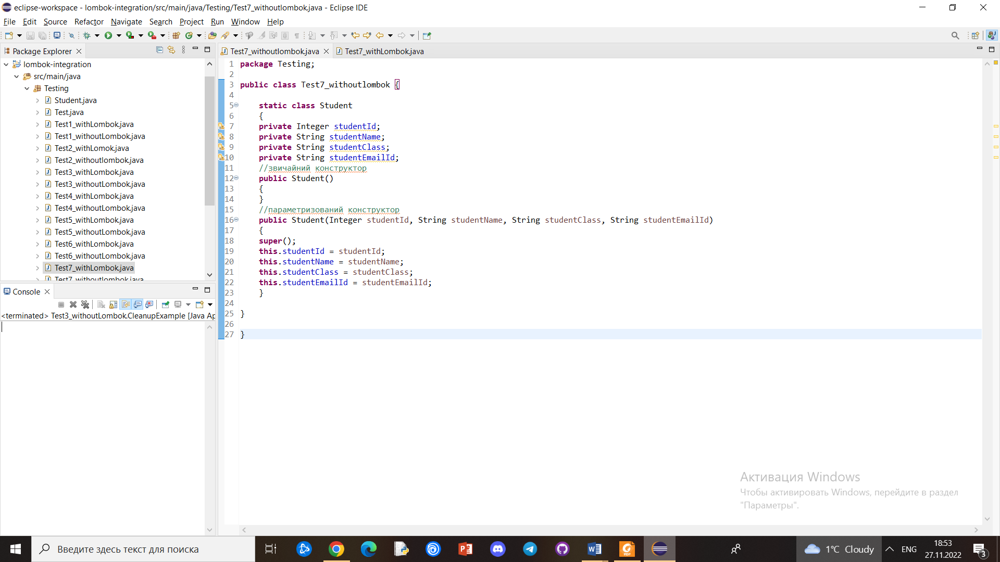 eclipse-workspace - lombok-integration/src/main/java/Testing/Test7_withoutlombok.java - Eclipse IDE
File Edit Source Refactor Navigate Search Project Run Window Help
Package Explorer
lombok-integration
src/main/java
Testing
Student.java
Test.java
Test1_withLombok.java
Test1_withoutLombok.java
Test2_withLomok.java
Test2_withoutlombok.java
Test3_withLombok.java
Test3_withoutLombok.java
Test4_withLombok.java
Test4_withoutLombok.java
Test5_withLombok.java
Test5_withoutLombok.java
Test6_withLombok.java
Test6_withoutLombok.java
Test7_withLombok.java
Test7_withoutlombok.java
Console
<terminated> Test3_withoutLombok.CleanupExample [Java Ap
Test7_withoutlombok.java Test7_withLombok.java
1 package Testing;
2
3 public class Test7_withoutlombok {
4
5 static class Student
6 {
7 private Integer studentId;
8 private String studentName;
9 private String studentClass;
10 private String studentEmailId;
11 //звичайний конструктор
12 public Student()
13 {
14 }
15 //параметризований конструктор
16 public Student(Integer studentId, String studentName, String studentClass, String studentEmailId)
17 {
18 super();
19 this.studentId = studentId;
20 this.studentName = studentName;
21 this.studentClass = studentClass;
22 this.studentEmailId = studentEmailId;
23 }
24
25 }
26
27 }
Активация Windows
Чтобы активировать Windows, перейдите в раздел
"Параметры".
Введите здесь текст для поиска
1°C Cloudy
ENG
18:53
27.11.2022
3